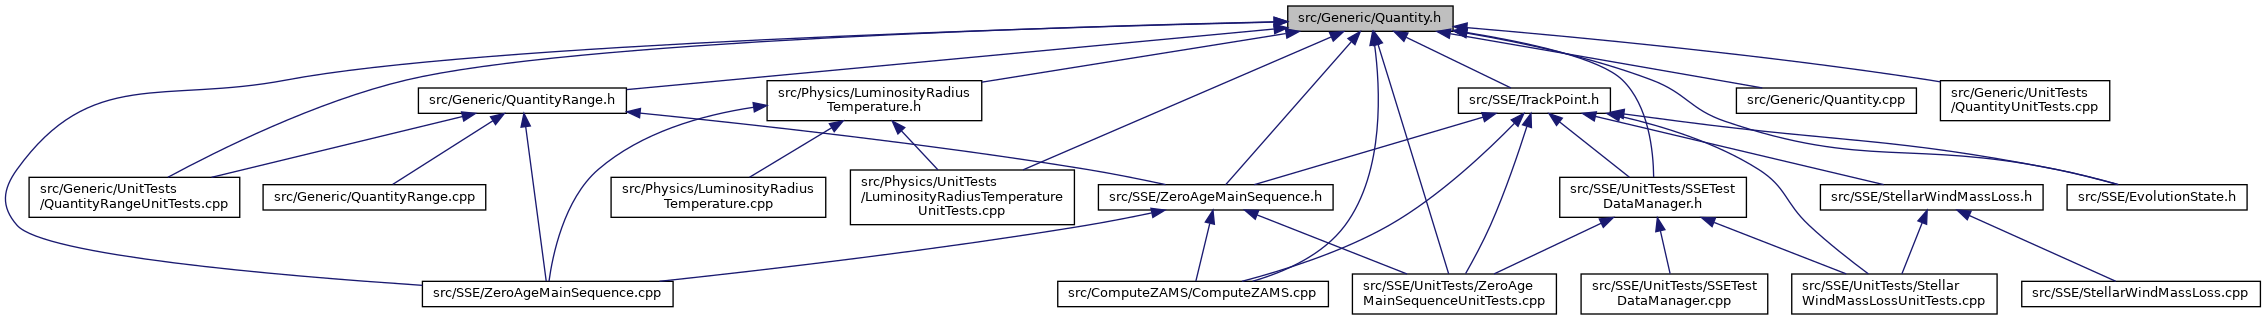 src/Generic/Quantity.h
src/Generic/QuantityRange.h
src/Physics/LuminosityRadius
Temperature.h
src/SSE/TrackPoint.h
src/Generic/Quantity.cpp
src/Generic/UnitTests
/QuantityUnitTests.cpp
src/Generic/UnitTests
/QuantityRangeUnitTests.cpp
src/Generic/QuantityRange.cpp
src/Physics/LuminosityRadius
Temperature.cpp
src/Physics/UnitTests
/LuminosityRadiusTemperature
UnitTests.cpp
src/SSE/ZeroAgeMainSequence.h
src/SSE/UnitTests/SSETest
DataManager.h
src/SSE/StellarWindMassLoss.h
src/SSE/EvolutionState.h
src/SSE/ZeroAgeMainSequence.cpp
src/ComputeZAMS/ComputeZAMS.cpp
src/SSE/UnitTests/ZeroAge
MainSequenceUnitTests.cpp
src/SSE/UnitTests/SSETest
DataManager.cpp
src/SSE/UnitTests/Stellar
WindMassLossUnitTests.cpp
src/SSE/StellarWindMassLoss.cpp